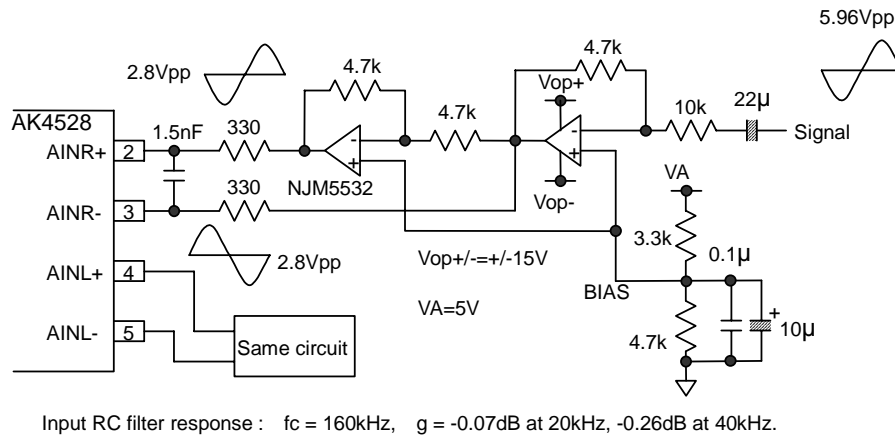 5.96Vpp
4.7k
2.8Vpp
4.7k
Vop+
10k
22µ
AK4528
1.5nF
330
4.7k
Signal
AINR+
2
-
+
-
+
NJM5532
Vop-
VA
330
AINR-
3
3.3k
0.1µ
2.8Vpp
Vop+/-=+/-15V
AINL+
4
BIAS
VA=5V
+
AINL-
5
Same circuit
4.7k
10µ
Input RC filter response : fc = 160kHz, g = -0.07dB at 20kHz, -0.26dB at 40kHz.